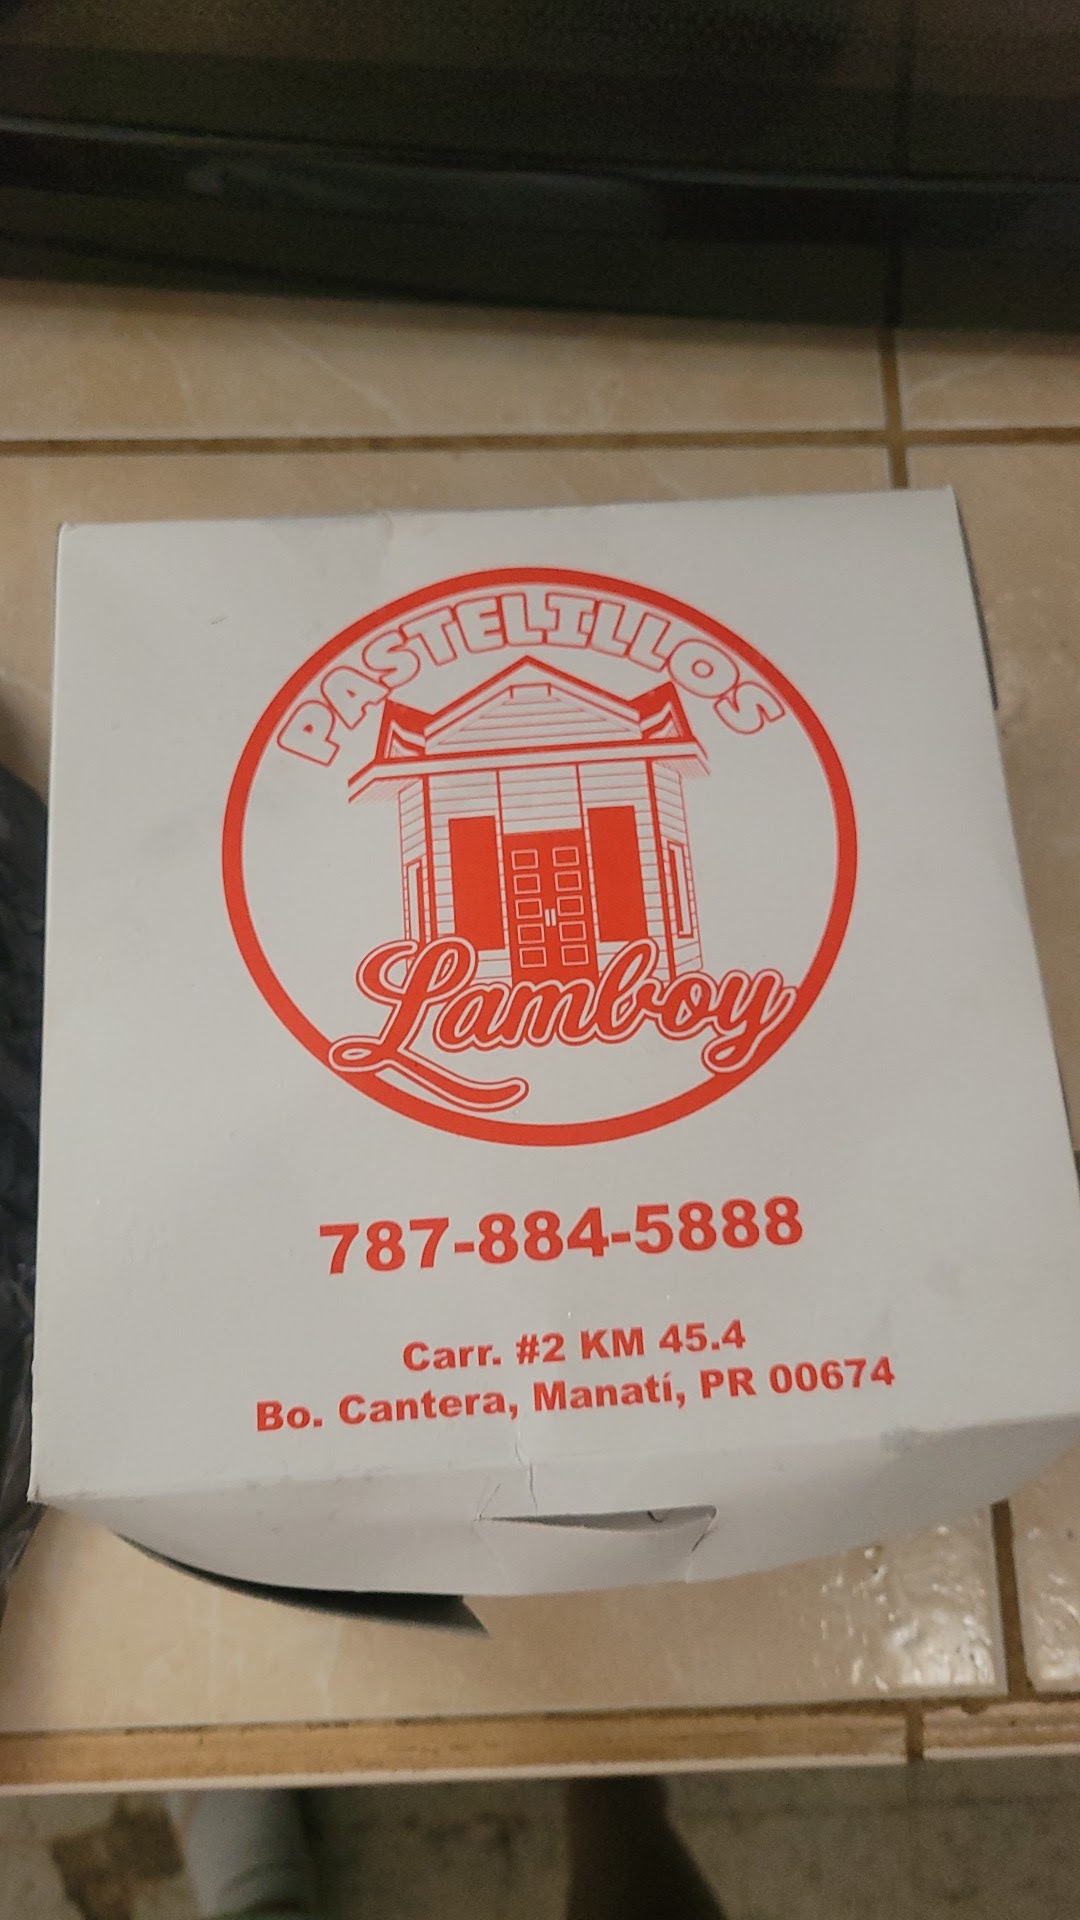 PASTELILLOS
Lamboy
787-884-5888
Carr. #2 KM 45.4
Bo. Cantera, Manatí, PR 00674